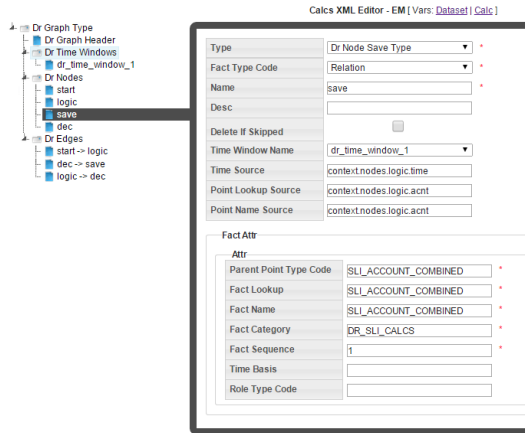 Calcs XML Editor - EM [ Vars: Dataset | Calc ]
Dr Graph Type
Dr Graph Header
Dr Time Windows
dr_time_window_1
Dr Nodes
start
logic
save
dec
Dr Edges
start -> logic
dec -> save
logic -> dec
Type Dr Node Save Type *
Fact Type Code Relation *
Name save *
Desc
Delete If Skipped
Time Window Name dr_time_window_1
Time Source context.nodes.logic.time
Point Lookup Source context.nodes.logic.acnt
Point Name Source context.nodes.logic.acnt
Fact Attr
Attr
Parent Point Type Code SLI_ACCOUNT_COMBINED *
Fact Lookup SLI_ACCOUNT_COMBINED *
Fact Name SLI_ACCOUNT_COMBINED *
Fact Category DR_SLI_CALCS *
Fact Sequence 1 *
Time Basis
Role Type Code